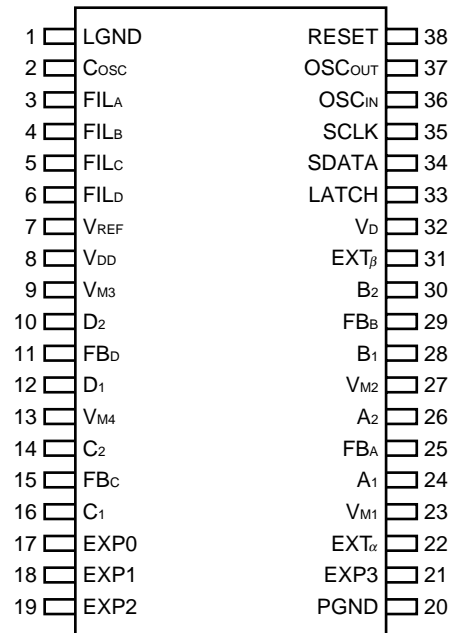 1 LGND RESET 38
2 COSC OSCOUT 37
3 FILA OSCIN 36
4 FILB SCLK 35
5 FILC SDATA 34
6 FILD LATCH 33
7 VREF VD 32
8 VDD EXTβ 31
9 VM3 B2 30
10 D2 FBB 29
11 FBD B1 28
12 D1 VM2 27
13 VM4 A2 26
14 C2 FBA 25
15 FBC A1 24
16 C1 VM1 23
17 EXP0 EXTα 22
18 EXP1 EXP3 21
19 EXP2 PGND 20